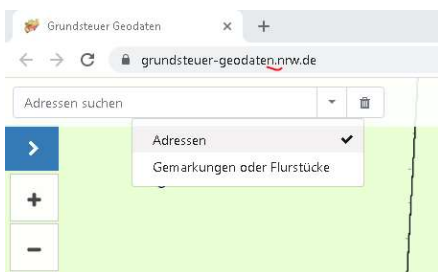 Grundsteuer Geodaten
grundsteuer-geodaten.nrw.de
Adressen suchen
Adressen
Gemarkungen oder Flurstücke